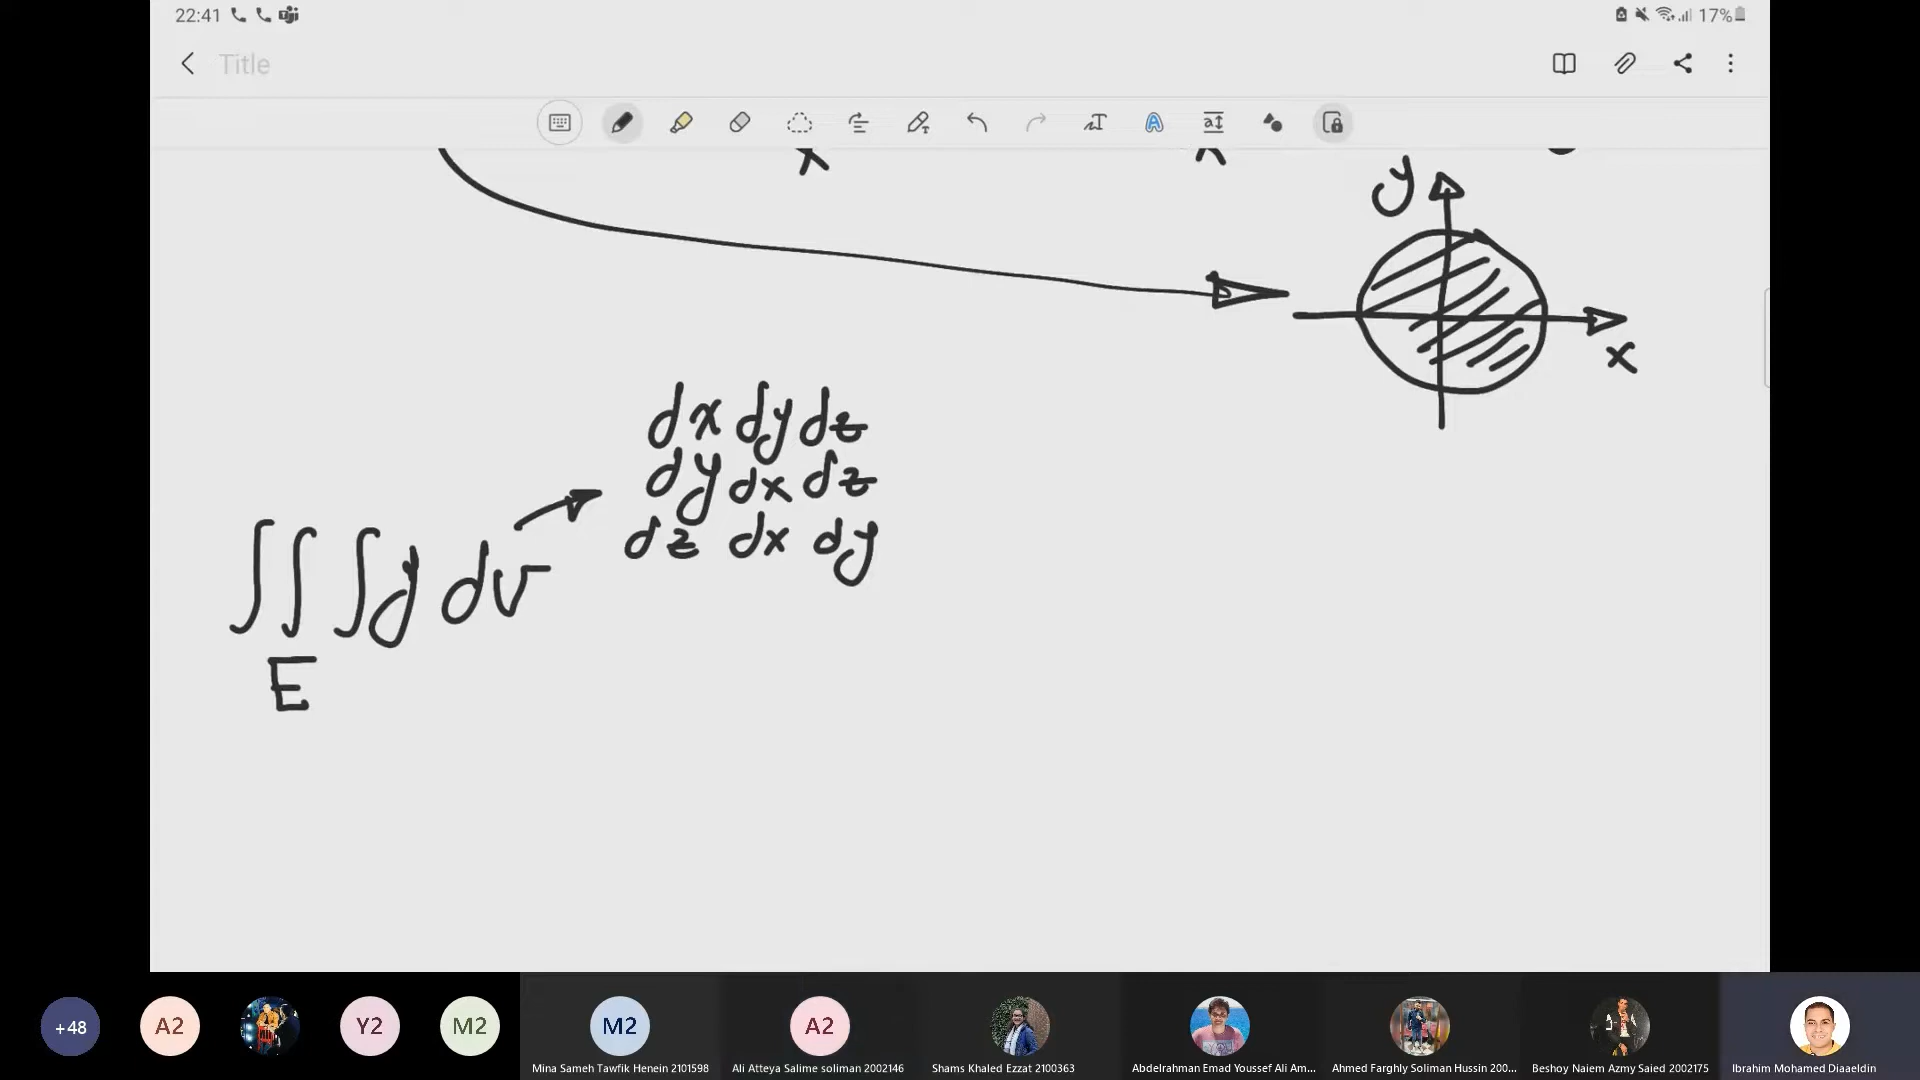 22:41
17%
Title
x
x
y
x
dx dy dz
dy dx dz
dz dx dy
∫∫∫ y dv
E
+48
A2
Y2
M2
M2
A2
Mina Sameh Tawfik Henein 2101598
Ali Atteya Salime soliman 2002146
Shams Khaled Ezzat 2100363
Abdelrahman Emad Youssef Ali Am...
Ahmed Farghly Soliman Hussin 200...
Beshoy Naiem Azmy Saied 2002175
Ibrahim Mohamed Diaaeldin